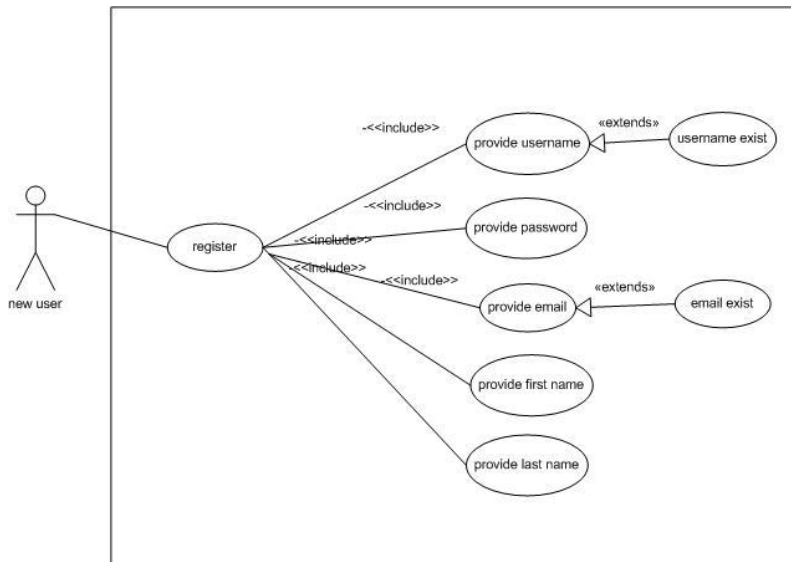 -<<include>>
«extends»
provide username
username exist
-<<include>>
provide password
register
-<<include>>
-<<include>>
-<<include>>
«extends»
provide email
email exist
new user
provide first name
provide last name